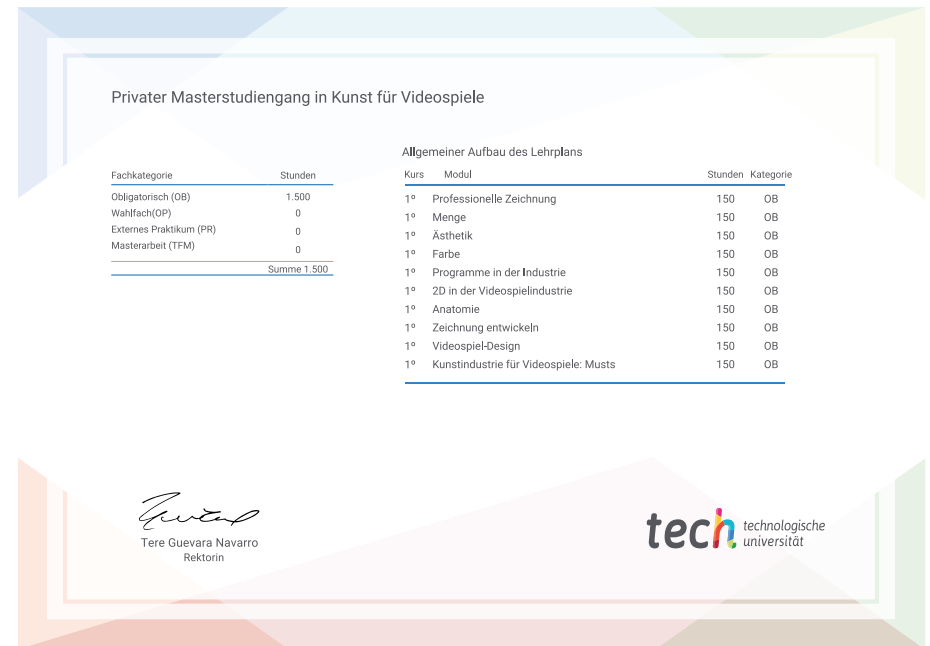 Privater Masterstudiengang in Kunst für Videospiele
Fachkategorie Stunden
Obligatorisch (OB) 1.500
Wahlfach(OP) 0
Externes Praktikum (PR) 0
Masterarbeit (TFM) 0
Summe 1.500
Allgemeiner Aufbau des Lehrplans
Kurs Modul Stunden Kategorie
1º Professionelle Zeichnung 150 OB
1º Menge 150 OB
1º Ästhetik 150 OB
1º Farbe 150 OB
1º Programme in der Industrie 150 OB
1º 2D in der Videospielindustrie 150 OB
1º Anatomie 150 OB
1º Zeichnung entwickeln 150 OB
1º Videospiel-Design 150 OB
1º Kunstindustrie für Videospiele: Musts 150 OB
Tere Guevara Navarro
Rektorin
tech technologische
universität